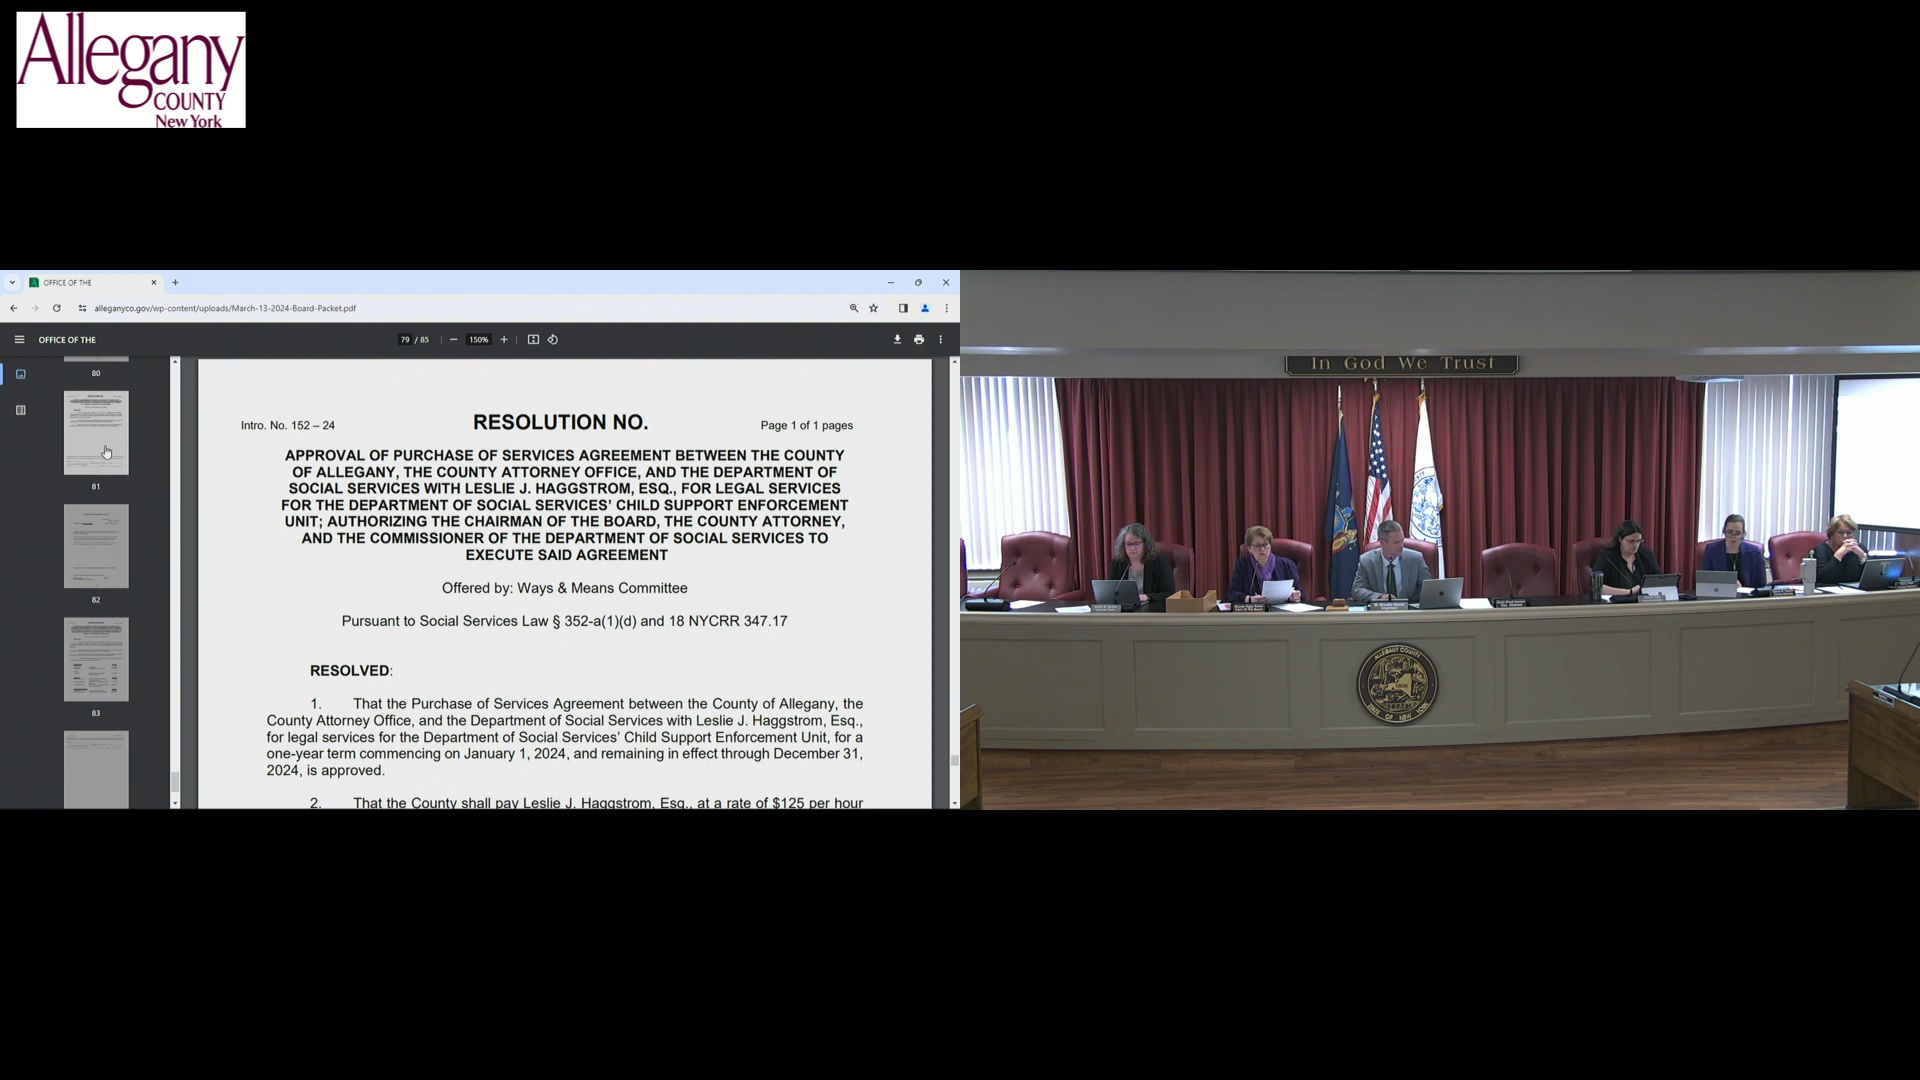 Allegany
COUNTY
New York
OFFICE OF THE
alleganyco.gov/wp-content/uploads/March-13-2024-Board-Packet.pdf
OFFICE OF THE
79 / 85
150%
80
81
82
83
Intro. No. 152 – 24
RESOLUTION NO.
Page 1 of 1 pages
APPROVAL OF PURCHASE OF SERVICES AGREEMENT BETWEEN THE COUNTY
OF ALLEGANY, THE COUNTY ATTORNEY OFFICE, AND THE DEPARTMENT OF
SOCIAL SERVICES WITH LESLIE J. HAGGSTROM, ESQ., FOR LEGAL SERVICES
FOR THE DEPARTMENT OF SOCIAL SERVICES’ CHILD SUPPORT ENFORCEMENT
UNIT; AUTHORIZING THE CHAIRMAN OF THE BOARD, THE COUNTY ATTORNEY,
AND THE COMMISSIONER OF THE DEPARTMENT OF SOCIAL SERVICES TO
EXECUTE SAID AGREEMENT
Offered by: Ways & Means Committee
Pursuant to Social Services Law § 352-a(1)(d) and 18 NYCRR 347.17
RESOLVED:
1. That the Purchase of Services Agreement between the County of Allegany, the
County Attorney Office, and the Department of Social Services with Leslie J. Haggstrom, Esq.,
for legal services for the Department of Social Services’ Child Support Enforcement Unit, for a
one-year term commencing on January 1, 2024, and remaining in effect through December 31,
2024, is approved.
2. That the County shall pay Leslie J. Haggstrom, Esq., at a rate of $125 per hour
In God We Trust
ALLEGANY COUNTY
STATE OF NEW YORK